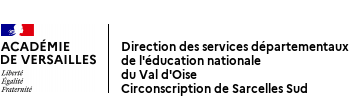 ACADÉMIE
DE VERSAILLES
Liberté
Égalité
Fraternité
Direction des services départementaux
de l'éducation nationale
du Val d'Oise
Circonscription de Sarcelles Sud